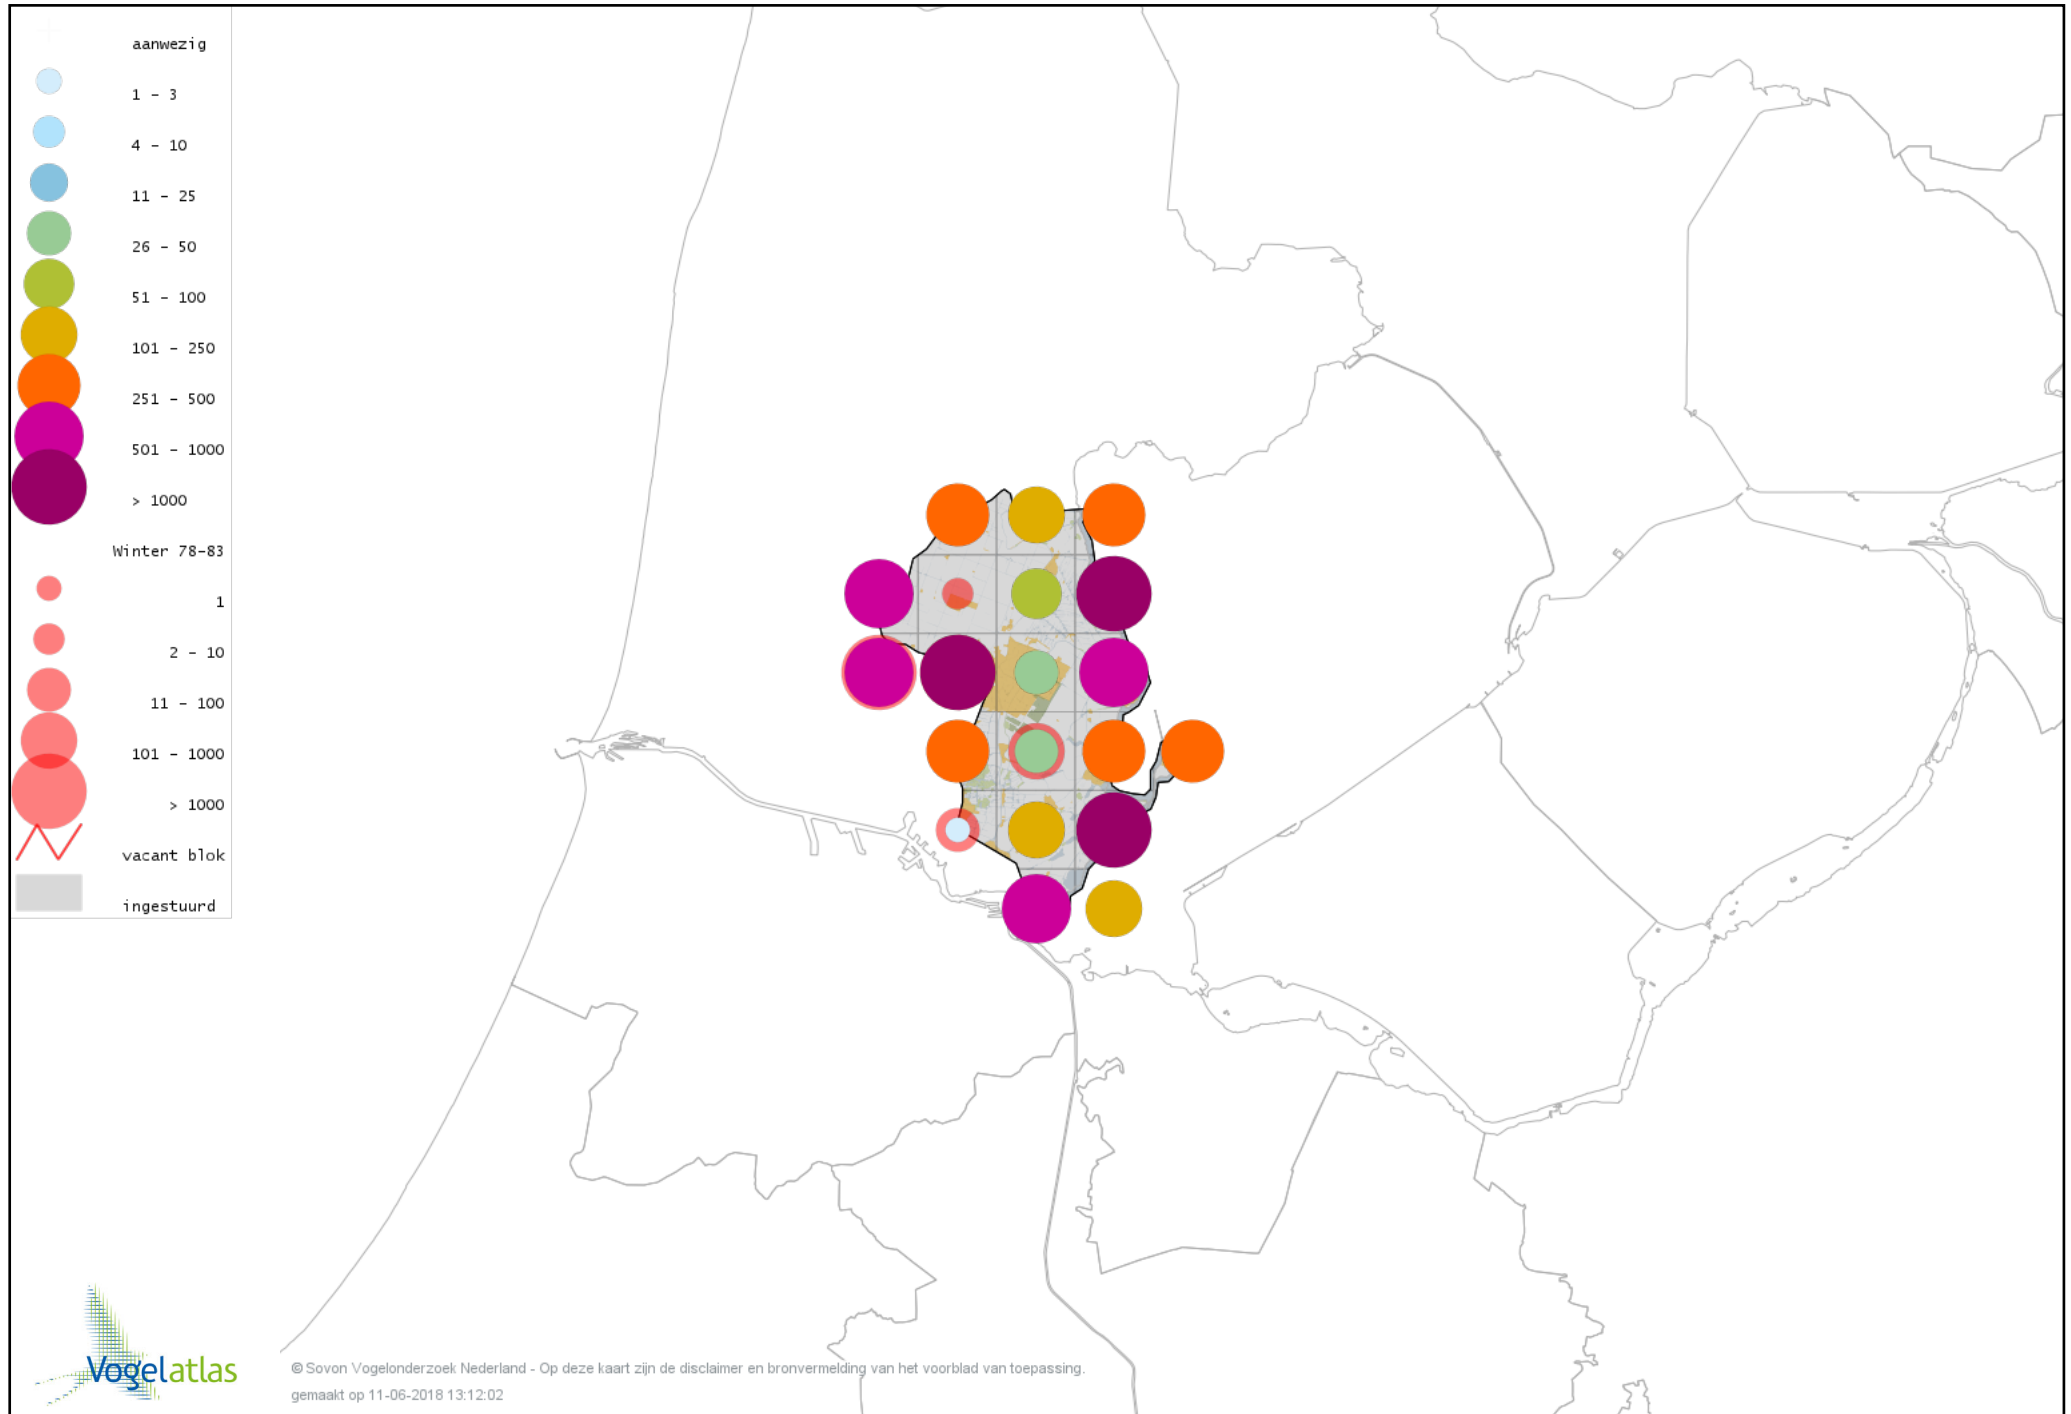 aanwezig
1 - 3
4 - 10
11 - 25
26 - 50
51 - 100
101 - 250
251 - 500
501 - 1000
> 1000
Winter 78-83
1
2 - 10
11 - 100
101 - 1000
> 1000
vacant blok
ingestuurd
Vogelatlas
© Sovon Vogelonderzoek Nederland - Op deze kaart zijn de disclaimer en bronvermelding van het voorblad van toepassing.
gemaakt op 11-06-2018 13:12:02